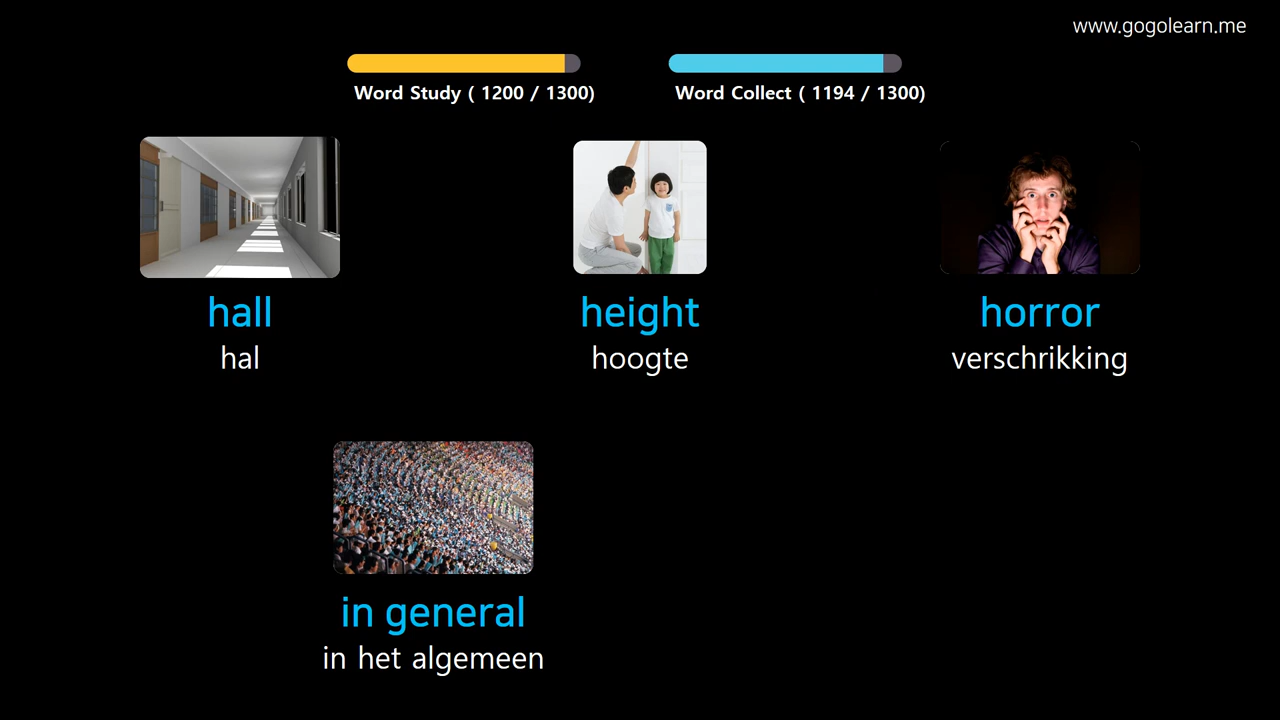 www.gogolearn.me
Word Study ( 1200 / 1300)
Word Collect ( 1194 / 1300)
hall
hal
height
hoogte
horror
verschrikking
in general
in het algemeen